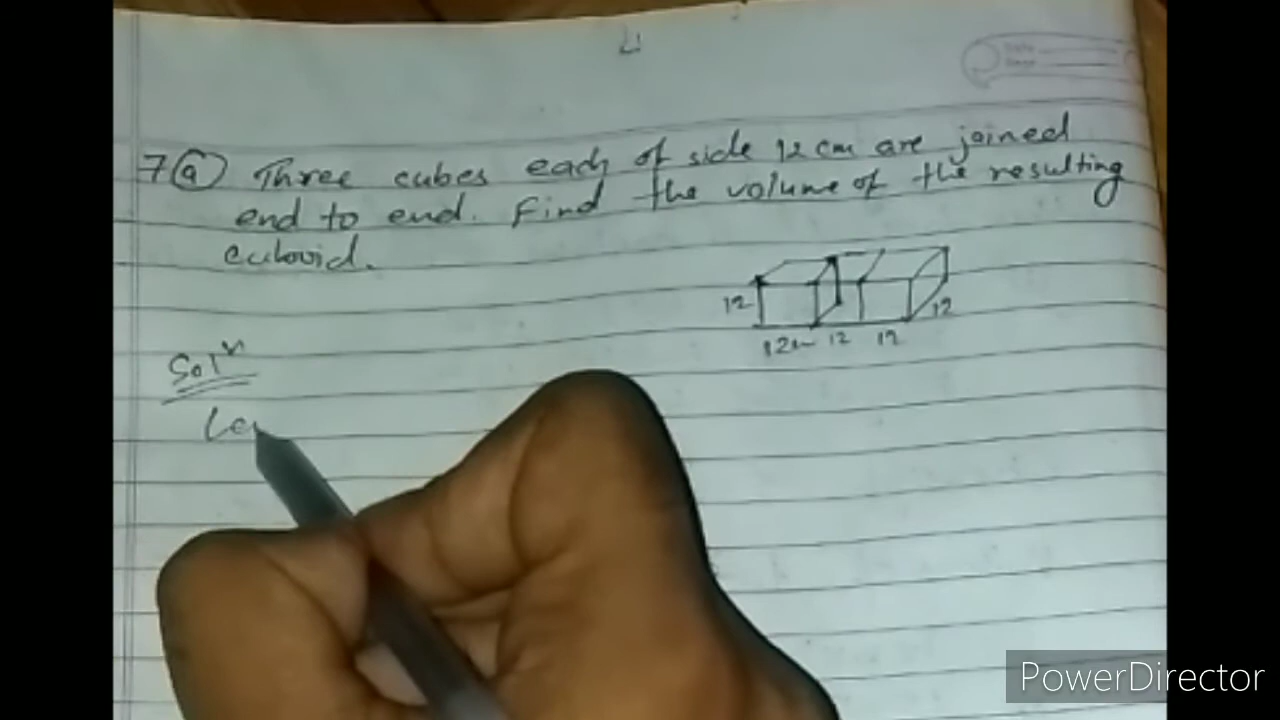 7 (a) Three cubes each of side 12 cm are joined
end to end. Find the volume of the resulting
cuboid.
12
12cm 12 12
12
Solⁿ
Len
PowerDirector